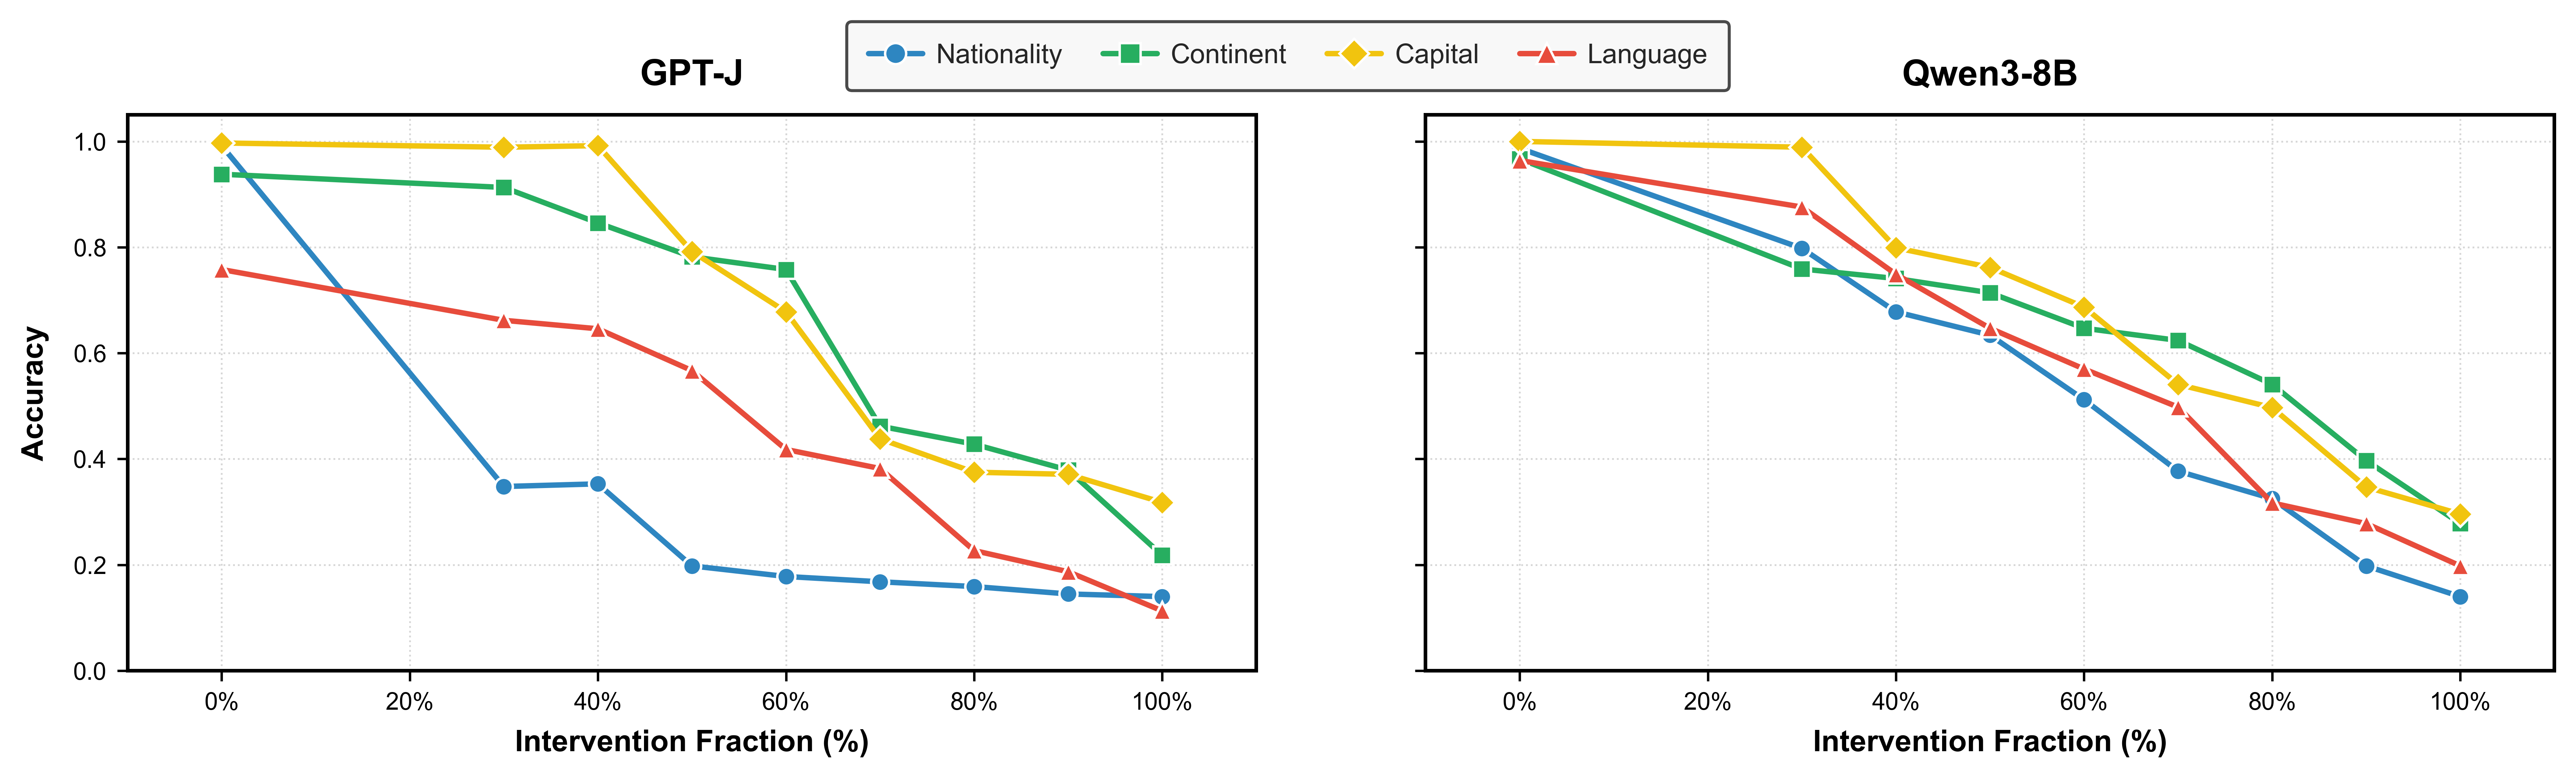 Nationality Continent Capital Language
GPT-J
Qwen3-8B
Accuracy
1.0
0.8
0.6
0.4
0.2
0.0
0% 20% 40% 60% 80% 100%
Intervention Fraction (%)
0% 20% 40% 60% 80% 100%
Intervention Fraction (%)